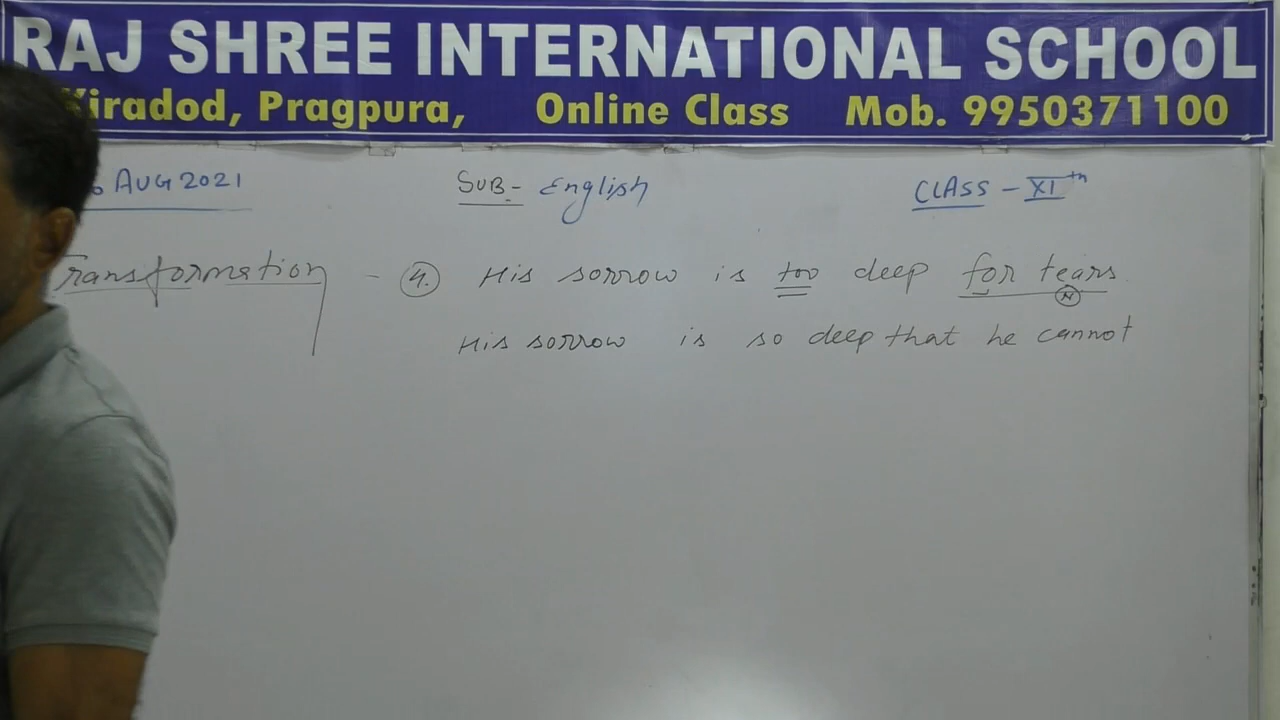 RAJ SHREE INTERNATIONAL SCHOOL
Kiradod, Pragpura, Online Class Mob. 9950371100
AUG 2021 SUB- English CLASS - XIth
Transformation - 4. His sorrow is too deep for tears
N
His sorrow is so deep that he cannot